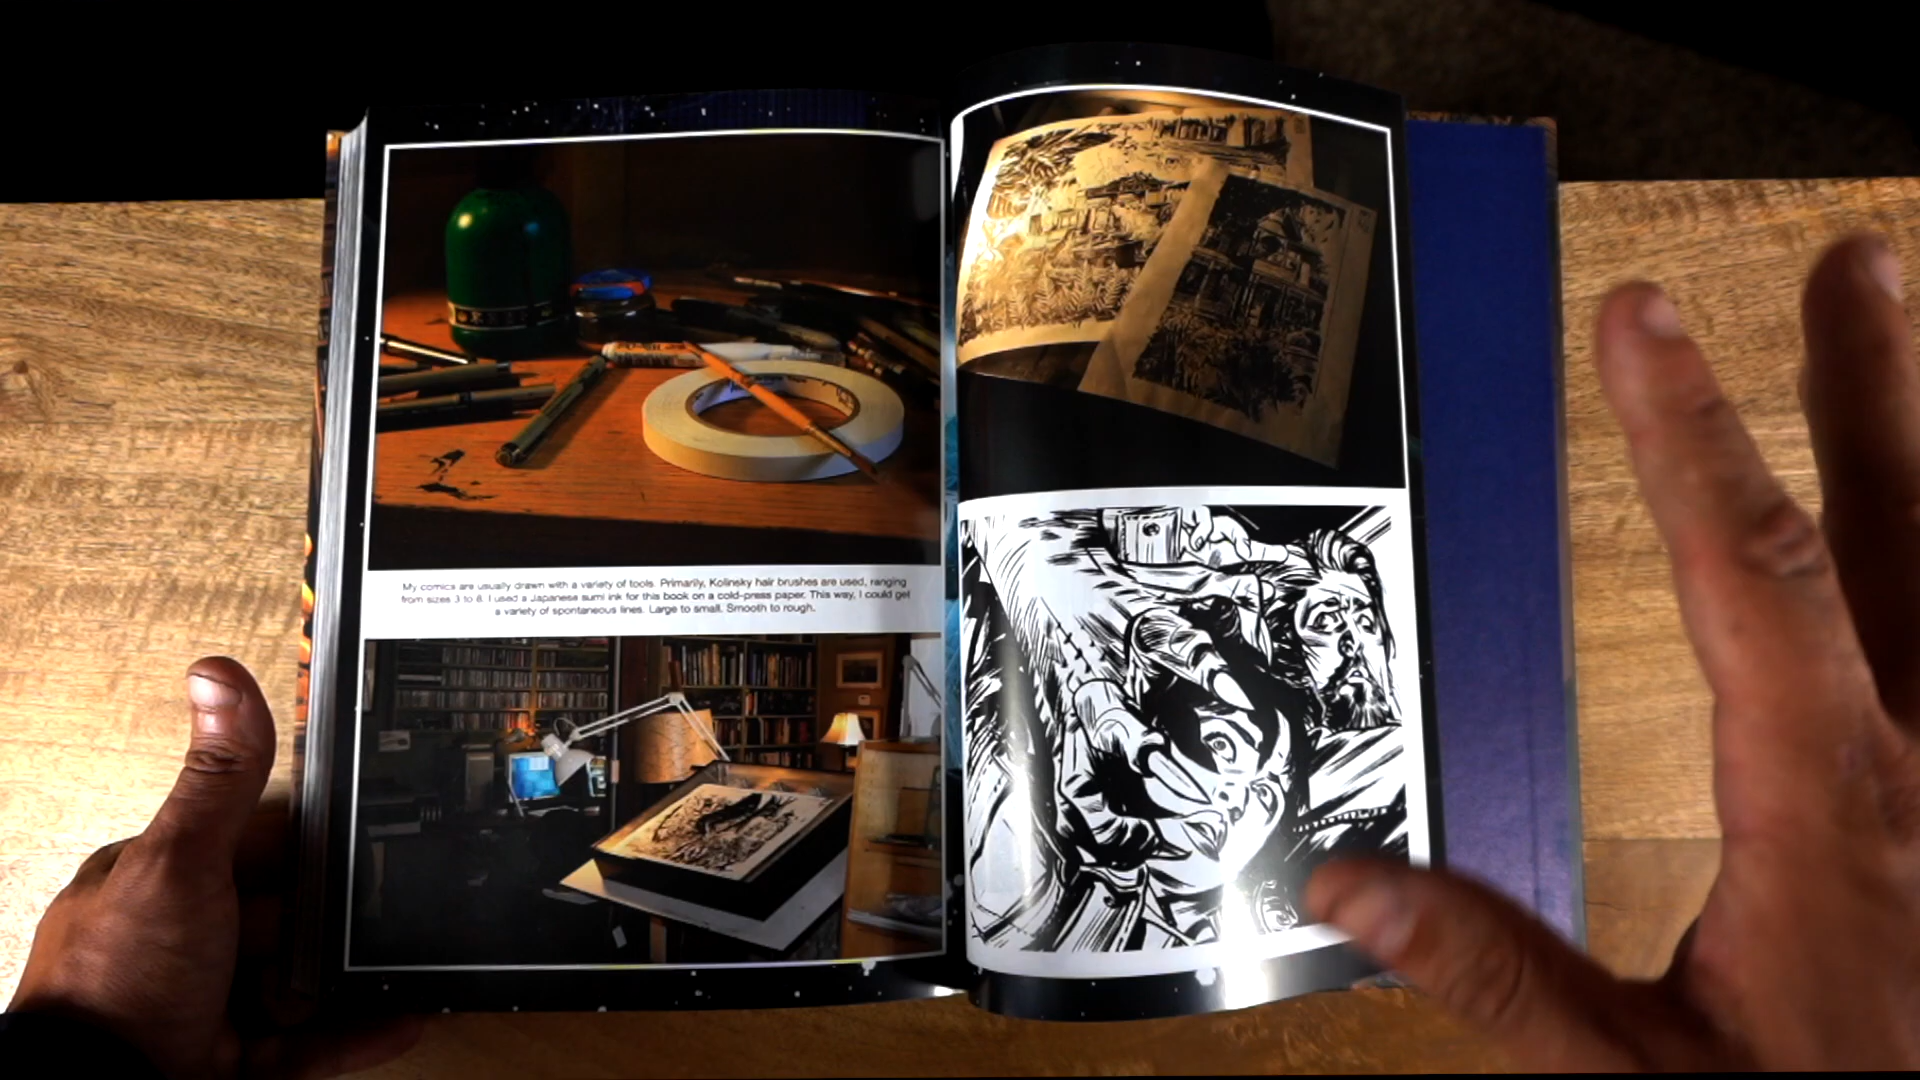 My comics are usually drawn with a variety of tools. Primarily, Kolinsky hair brushes are used, ranging
from sizes 3 to 8. I used a Japanese sumi ink for this book on a cold-press paper. This way, I could get
a variety of spontaneous lines. Large to small. Smooth to rough.